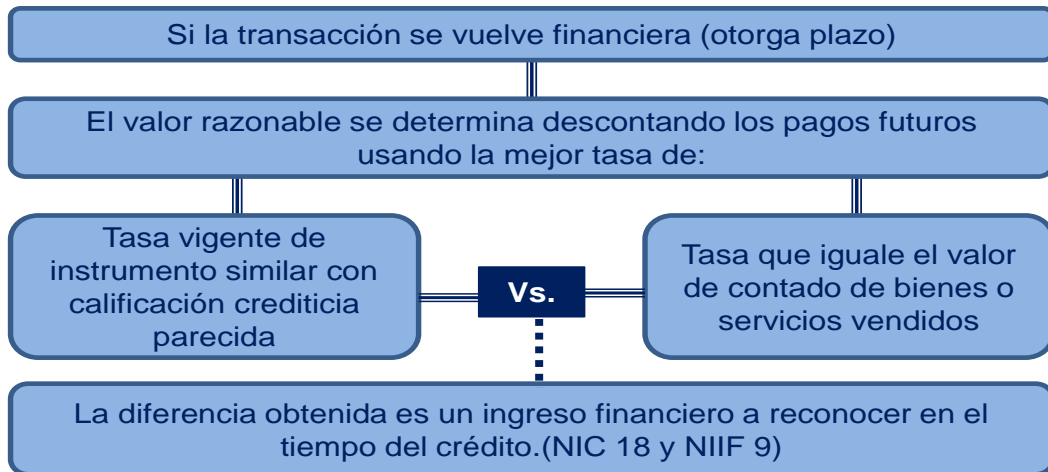 Si la transacción se vuelve financiera (otorga plazo)
El valor razonable se determina descontando los pagos futuros
usando la mejor tasa de:
Tasa vigente de
instrumento similar con
calificación crediticia
parecida
Vs.
Tasa que iguale el valor
de contado de bienes o
servicios vendidos
La diferencia obtenida es un ingreso financiero a reconocer en el
tiempo del crédito.(NIC 18 y NIIF 9)